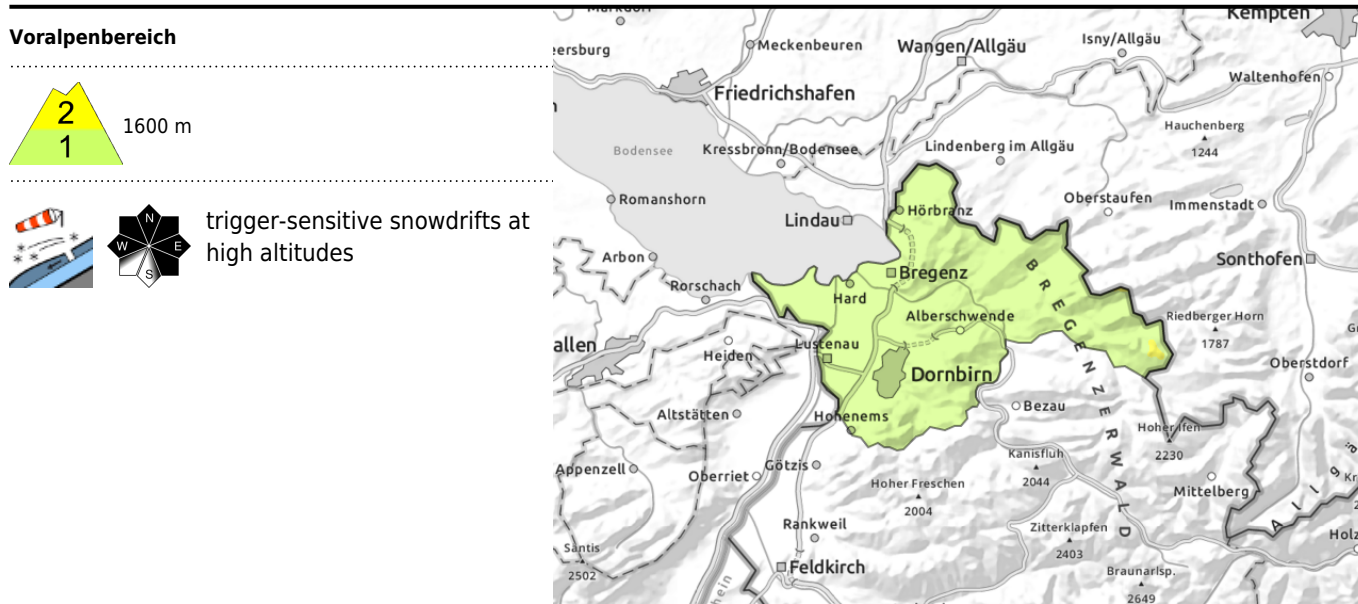 Voralpenbereich
2
1
1600 m
N
W
E
S
trigger-sensitive snowdrifts at
high altitudes
Kempten
Meckenbeuren
Wangen/Allgäu
Isny/Allgäu
Waltenhofen
Friedrichshafen
Hauchenberg
1244
Bodensee
Kressbronn/Bodensee
Lindenberg im Allgäu
Romanshorn
Lindau
Hörbranz
Oberstaufen
Immenstadt
Arbon
Bregenz
Sonthofen
Rorschach
Hard
Alberschwende
Riedberger Horn
1787
allen
Heiden
Lustenau
Dornbirn
Oberstdorf
Altstätten
Hohenems
Bezau
BREGENZERWALD
Hoher Ifen
2230
Appenzell
Oberriet
Götzis
Hoher Freschen
2004
Kanisfluh
2044
Mittelberg
Rankweil
Zitterklapfen
2403
Säntis
2502
Feldkirch
Braunarlsp.
2649